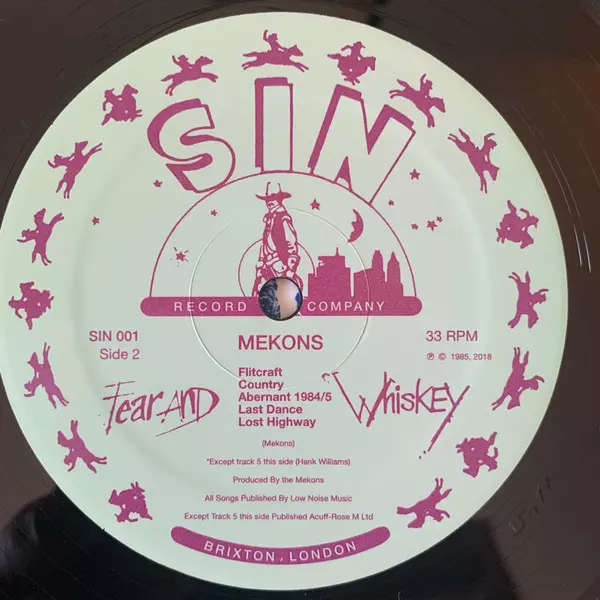 SIN
RECORD COMPANY
SIN 001
Side 2
MEKONS
33 RPM
℗ © 1985, 2018
Fear AND Whiskey
Flitcraft
Country
Abernant 1984/5
Last Dance
Lost Highway
(Mekons)
*Except track 5 this side (Hank Williams)
Produced By the Mekons
All Songs Published By Low Noise Music
Except Track 5 this side Published Acuff-Rose M Ltd
BRIXTON, LONDON